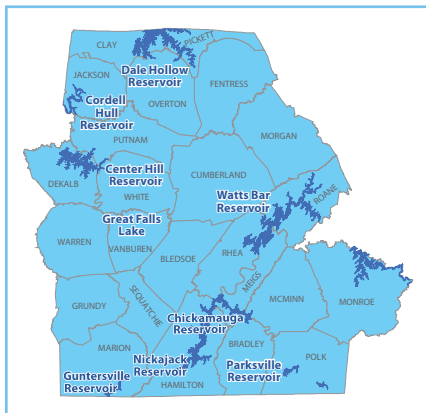 CLAY
PICKETT
Dale Hollow
Reservoir
JACKSON
FENTRESS
Cordell
Hull
Reservoir
OVERTON
PUTNAM
MORGAN
Center Hill
Reservoir
CUMBERLAND
DEKALB
WHITE
Watts Bar
Reservoir
ROANE
Great Falls
Lake
WARREN
VANBUREN
BLEDSOE
RHEA
MEIGS
SEQUATCHIE
MCMINN
MONROE
GRUNDY
Chickamauga
Reservoir
MARION
BRADLEY
POLK
Nickajack
Reservoir
Parksville
Reservoir
Guntersville
Reservoir
HAMILTON